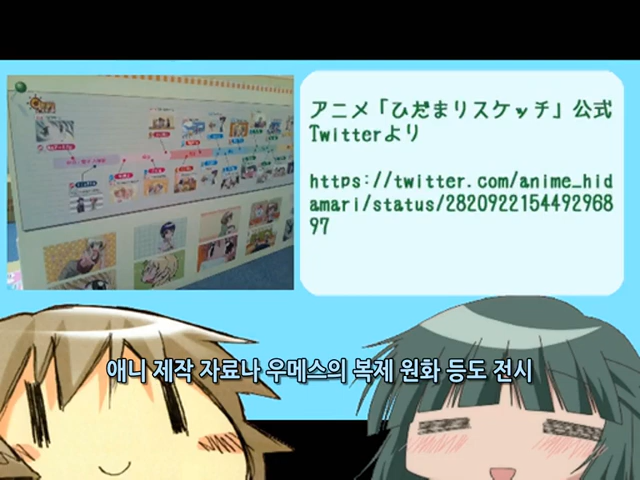 アニメ「ひだまりスケッチ」公式
Twitterより
https://twitter.com/anime_hid
amari/status/2820922154492968
97
애니 제작 자료나 우메스의 복제 원화 등도 전시